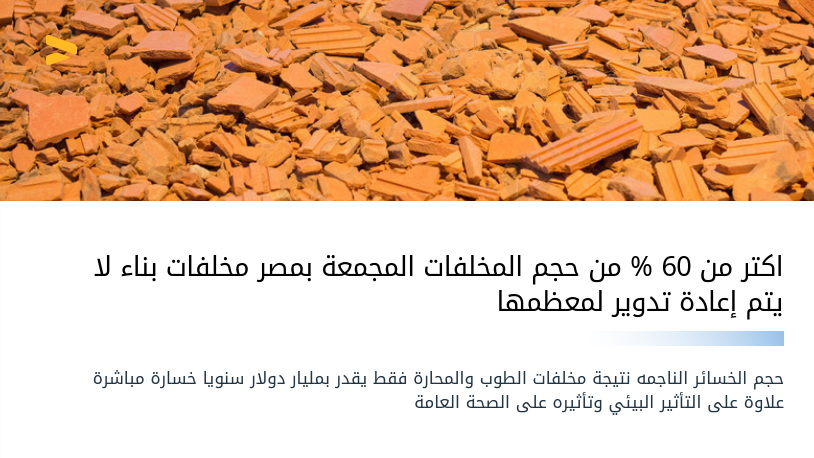 اكتر من 60 % من حجم المخلفات المجمعة بمصر مخلفات بناء لا
يتم إعادة تدوير لمعظمها
حجم الخسائر الناجمه نتيجة مخلفات الطوب والمحارة فقط يقدر بمليار دولار سنويا خسارة مباشرة
علاوة على التأثير البيئي وتأثيره على الصحة العامة